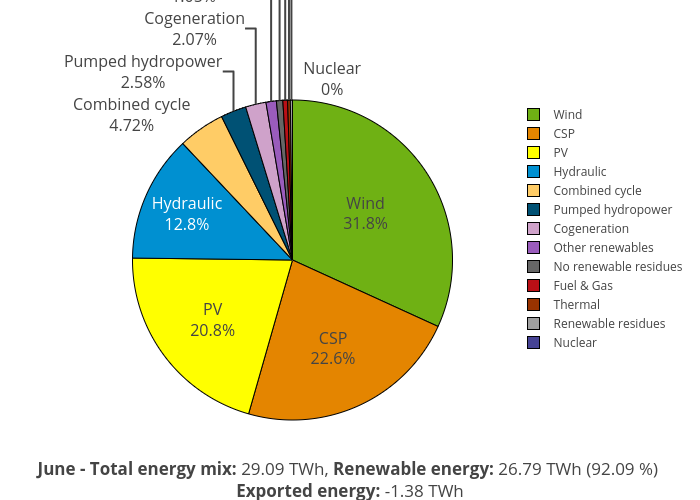 Cogeneration
2.07%
Pumped hydropower
2.58%
Combined cycle
4.72%
Nuclear
0%
Hydraulic
12.8%
Wind
31.8%
PV
20.8%
CSP
22.6%
Wind
CSP
PV
Hydraulic
Combined cycle
Pumped hydropower
Cogeneration
Other renewables
No renewable residues
Fuel & Gas
Thermal
Renewable residues
Nuclear
June - Total energy mix: 29.09 TWh, Renewable energy: 26.79 TWh (92.09 %)
Exported energy: -1.38 TWh